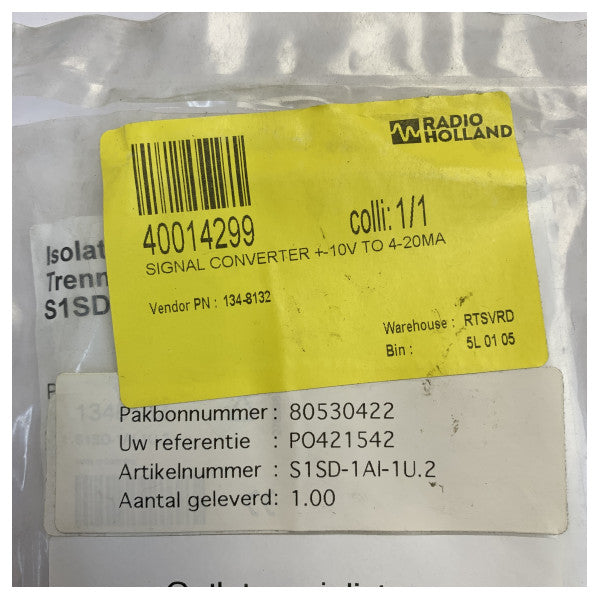 RADIO
HOLLAND
40014299
colli: 1/1
SIGNAL CONVERTER +-10V TO 4-20MA
Vendor PN : 134-8132
Warehouse : RTSVRD
Bin : 5L 01 05
Isolat
Trenn
S1SD
134
Pakbonnummer : 80530422
Uw referentie : PO421542
Artikelnummer : S1SD-1AI-1U.2
Aantal geleverd : 1.00